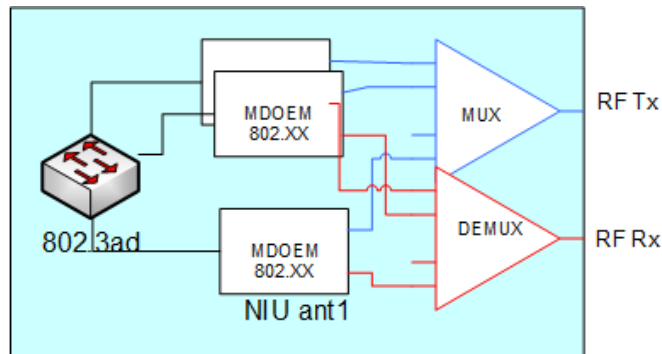 RF Tx
MDOEM
802.XX
MUX
802.3ad
MDOEM
802.XX
DEMUX
RF Rx
NIU ant1